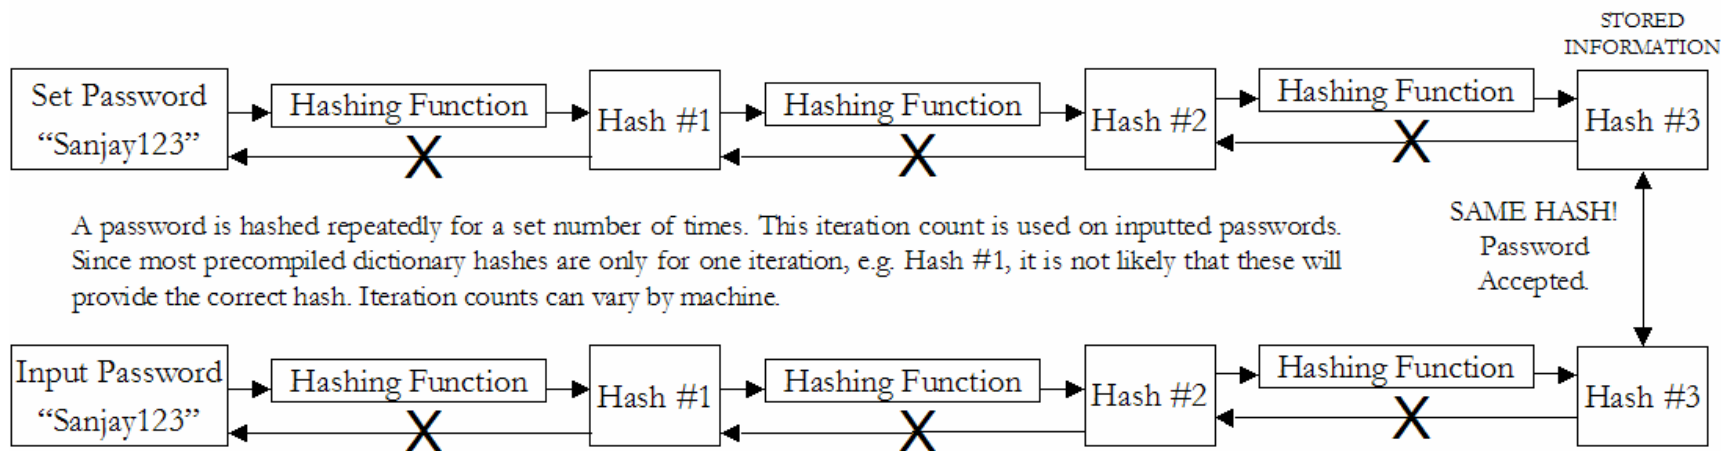 STORED
INFORMATION
Set Password
“Sanjay123”
Hashing Function
Hash #1
Hashing Function
Hash #2
Hashing Function
Hash #3
X
X
X
A password is hashed repeatedly for a set number of times. This iteration count is used on inputted passwords.
Since most precompiled dictionary hashes are only for one iteration, e.g. Hash #1, it is not likely that these will
provide the correct hash. Iteration counts can vary by machine.
SAME HASH!
Password
Accepted.
Input Password
“Sanjay123”
Hashing Function
Hash #1
Hashing Function
Hash #2
Hashing Function
Hash #3
X
X
X